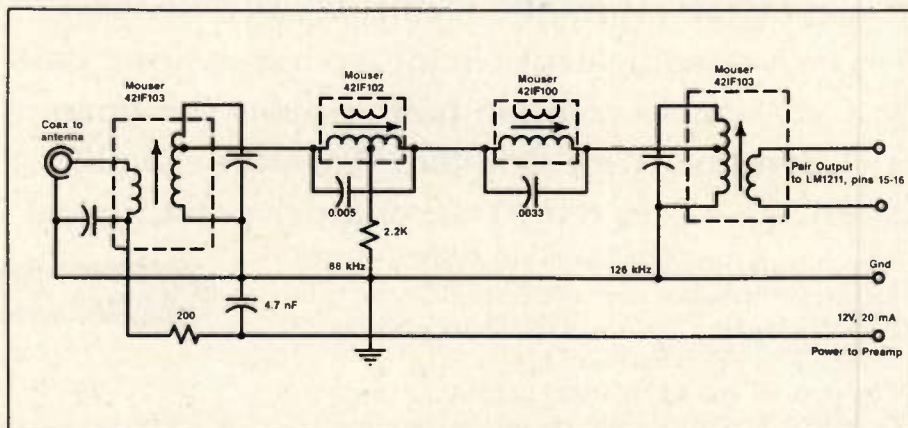 Mouser
42IF103
Coax to
antenna
Mouser
42IF102
Mouser
42IF100
Mouser
42IF103
Pair Output
to LM1211, pins 15-16
0.005
.0033
2.2K
88 kHz
126 kHz
Gnd
4.7 nF
200
12V, 20 mA
Power to Preamp